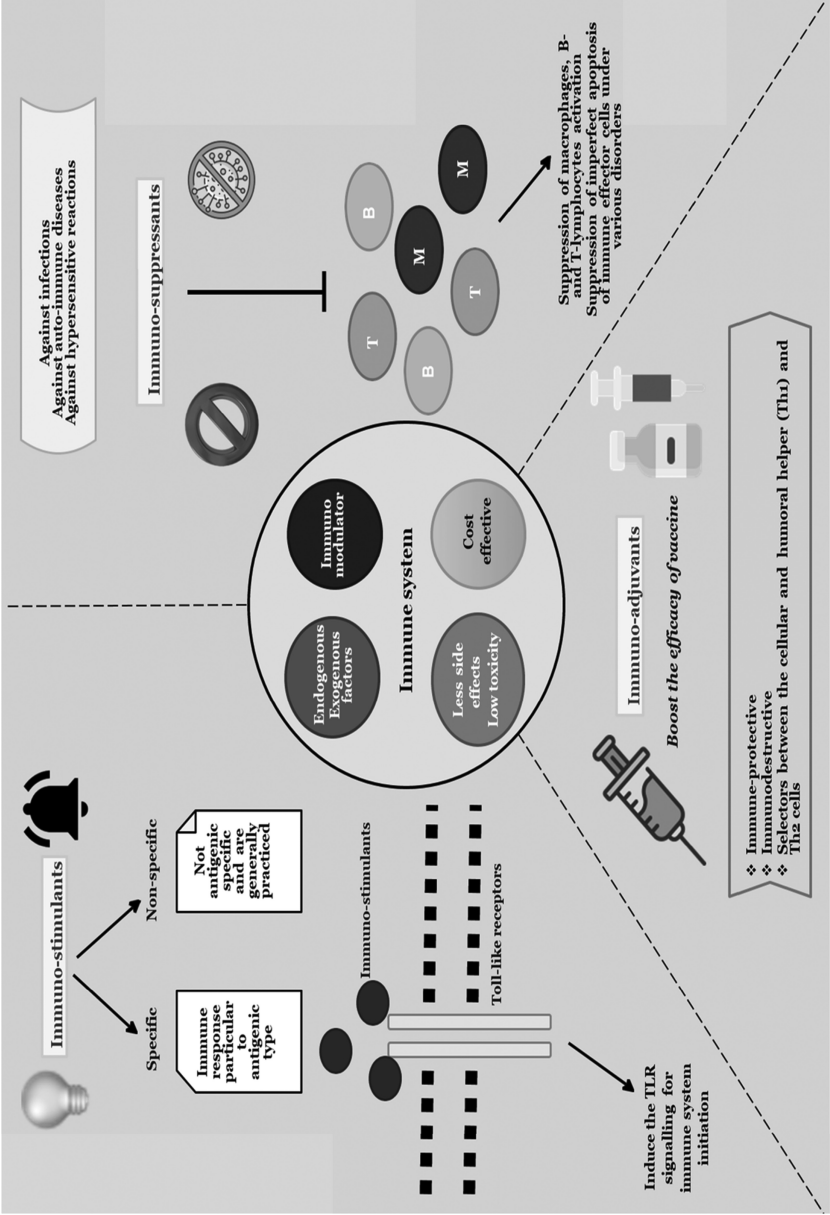 Immuno-stimulants
Specific
Non-specific
Immune
response
particular
to
antigenic
type
Not
antigenic
specific
and are
generally
practiced
Immuno-stimulants
Toll-like receptors
Induce the TLR
signalling for
immune system
initiation
Against infections
Against auto-immune diseases
Against hypersensitive reactions
Immuno-suppressants
T
B
B
M
T
M
Suppression of macrophages, B-
and T-lymphocytes activation
Suppression of imperfect apoptosis
of immune effector cells under
various disorders
Endogenous
Exogenous
factors
Immuno
modulator
Immune system
Less side
effects
Low toxicity
Cost
effective
Immuno-adjuvants
Boost the efficacy of vaccine
❖ Immune-protective
❖ Immunodestructive
❖ Selectors between the cellular and humoral helper (Th1) and
Th2 cells